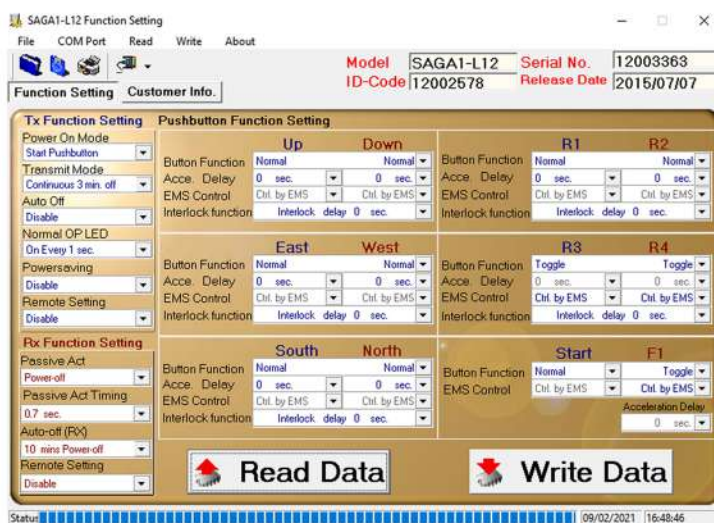 SAGA1-L12 Function Setting
File COM Port Read Write About
Model SAGA1-L12 Serial No. 12003363
ID-Code 12002578 Release Date 2015/07/07
Function Setting Customer Info.
Tx Function Setting Pushbutton Function Setting
Power On Mode
Start Pushbutton
Transmit Mode
Continuous 3 min. off
Auto Off
Disable
Normal OP LED
On Every 1 sec.
Powersaving
Disable
Remote Setting
Disable
Rx Function Setting
Passive Act
Power-off
Passive Act Timing
0.7 sec.
Auto-off (RX)
10 mins Power-off
Remote Setting
Disable
Up Down
Button Function Normal Normal
Acce. Delay 0 sec. 0 sec.
EMS Control Ctrl. by EMS Ctrl. by EMS
Interlock function Interlock delay 0 sec.
R1 R2
Button Function Normal Normal
Acce. Delay 0 sec. 0 sec.
EMS Control Ctrl. by EMS Ctrl. by EMS
Interlock function Interlock delay 0 sec.
East West
Button Function Normal Normal
Acce. Delay 0 sec. 0 sec.
EMS Control Ctrl. by EMS Ctrl. by EMS
Interlock function Interlock delay 0 sec.
R3 R4
Button Function Toggle Toggle
Acce. Delay 0 sec. 0 sec.
EMS Control Ctrl. by EMS Ctrl. by EMS
Interlock function Interlock delay 0 sec.
South North
Button Function Normal Normal
Acce. Delay 0 sec. 0 sec.
EMS Control Ctrl. by EMS Ctrl. by EMS
Interlock function Interlock delay 0 sec.
Start F1
Button Function Normal Toggle
EMS Control Ctrl. by EMS Ctrl. by EMS
Acceleration Delay
0 sec.
Read Data Write Data
Status 09/02/2021 16:48:46